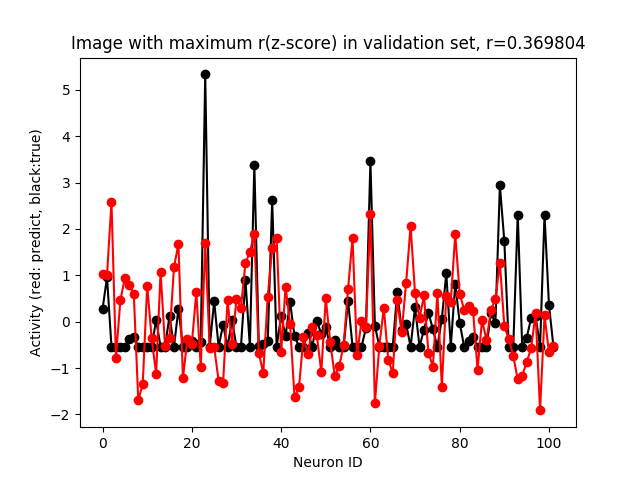 Image with maximum r(z-score) in validation set, r=0.369804
Activity (red: predict, black:true)
5
4
3
2
1
0
−1
−2
0 20 40 60 80 100
Neuron ID